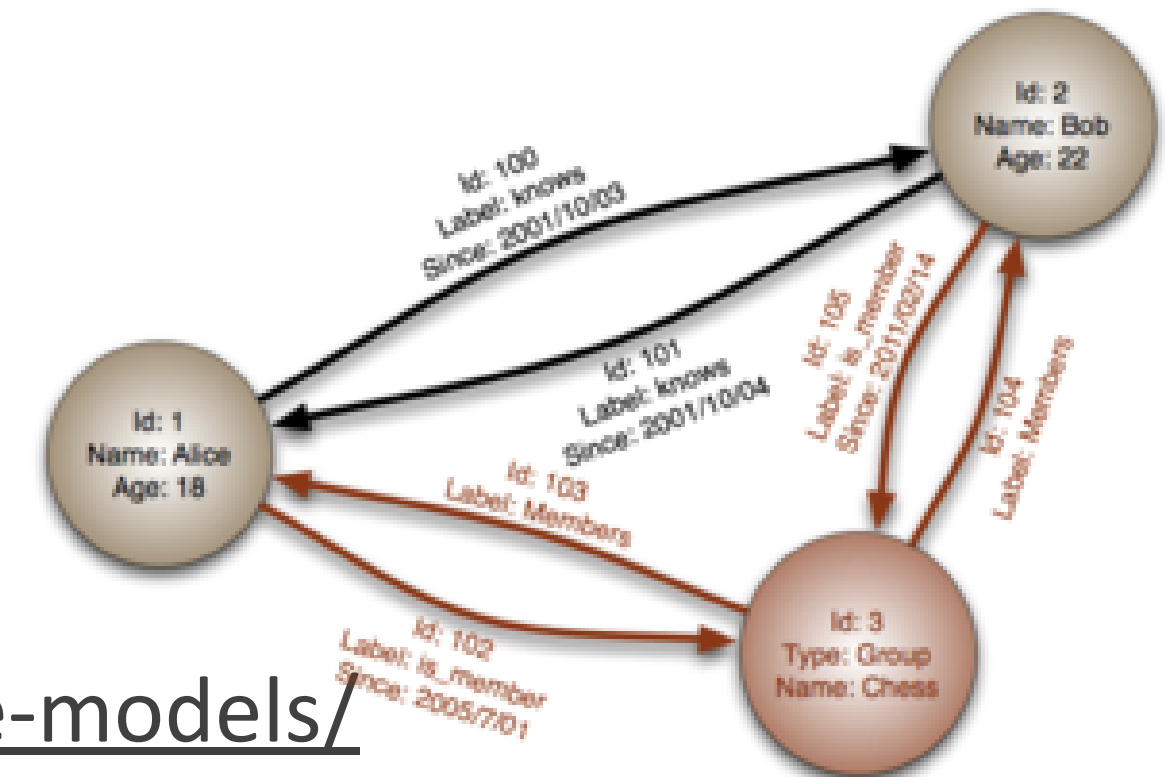 Id: 2
Name: Bob
Age: 22
Id: 100
Label: knows
Since: 2001/10/03
Id: 101
Label: knows
Since: 2001/10/04
Id: 105
Label: is_member
Since: 2011/02/14
Id: 104
Label: Members
Id: 1
Name: Alice
Age: 18
Id: 103
Label: Members
Id: 102
Label: is_member
Since: 2005/7/01
Id: 3
Type: Group
Name: Chess
e-models/